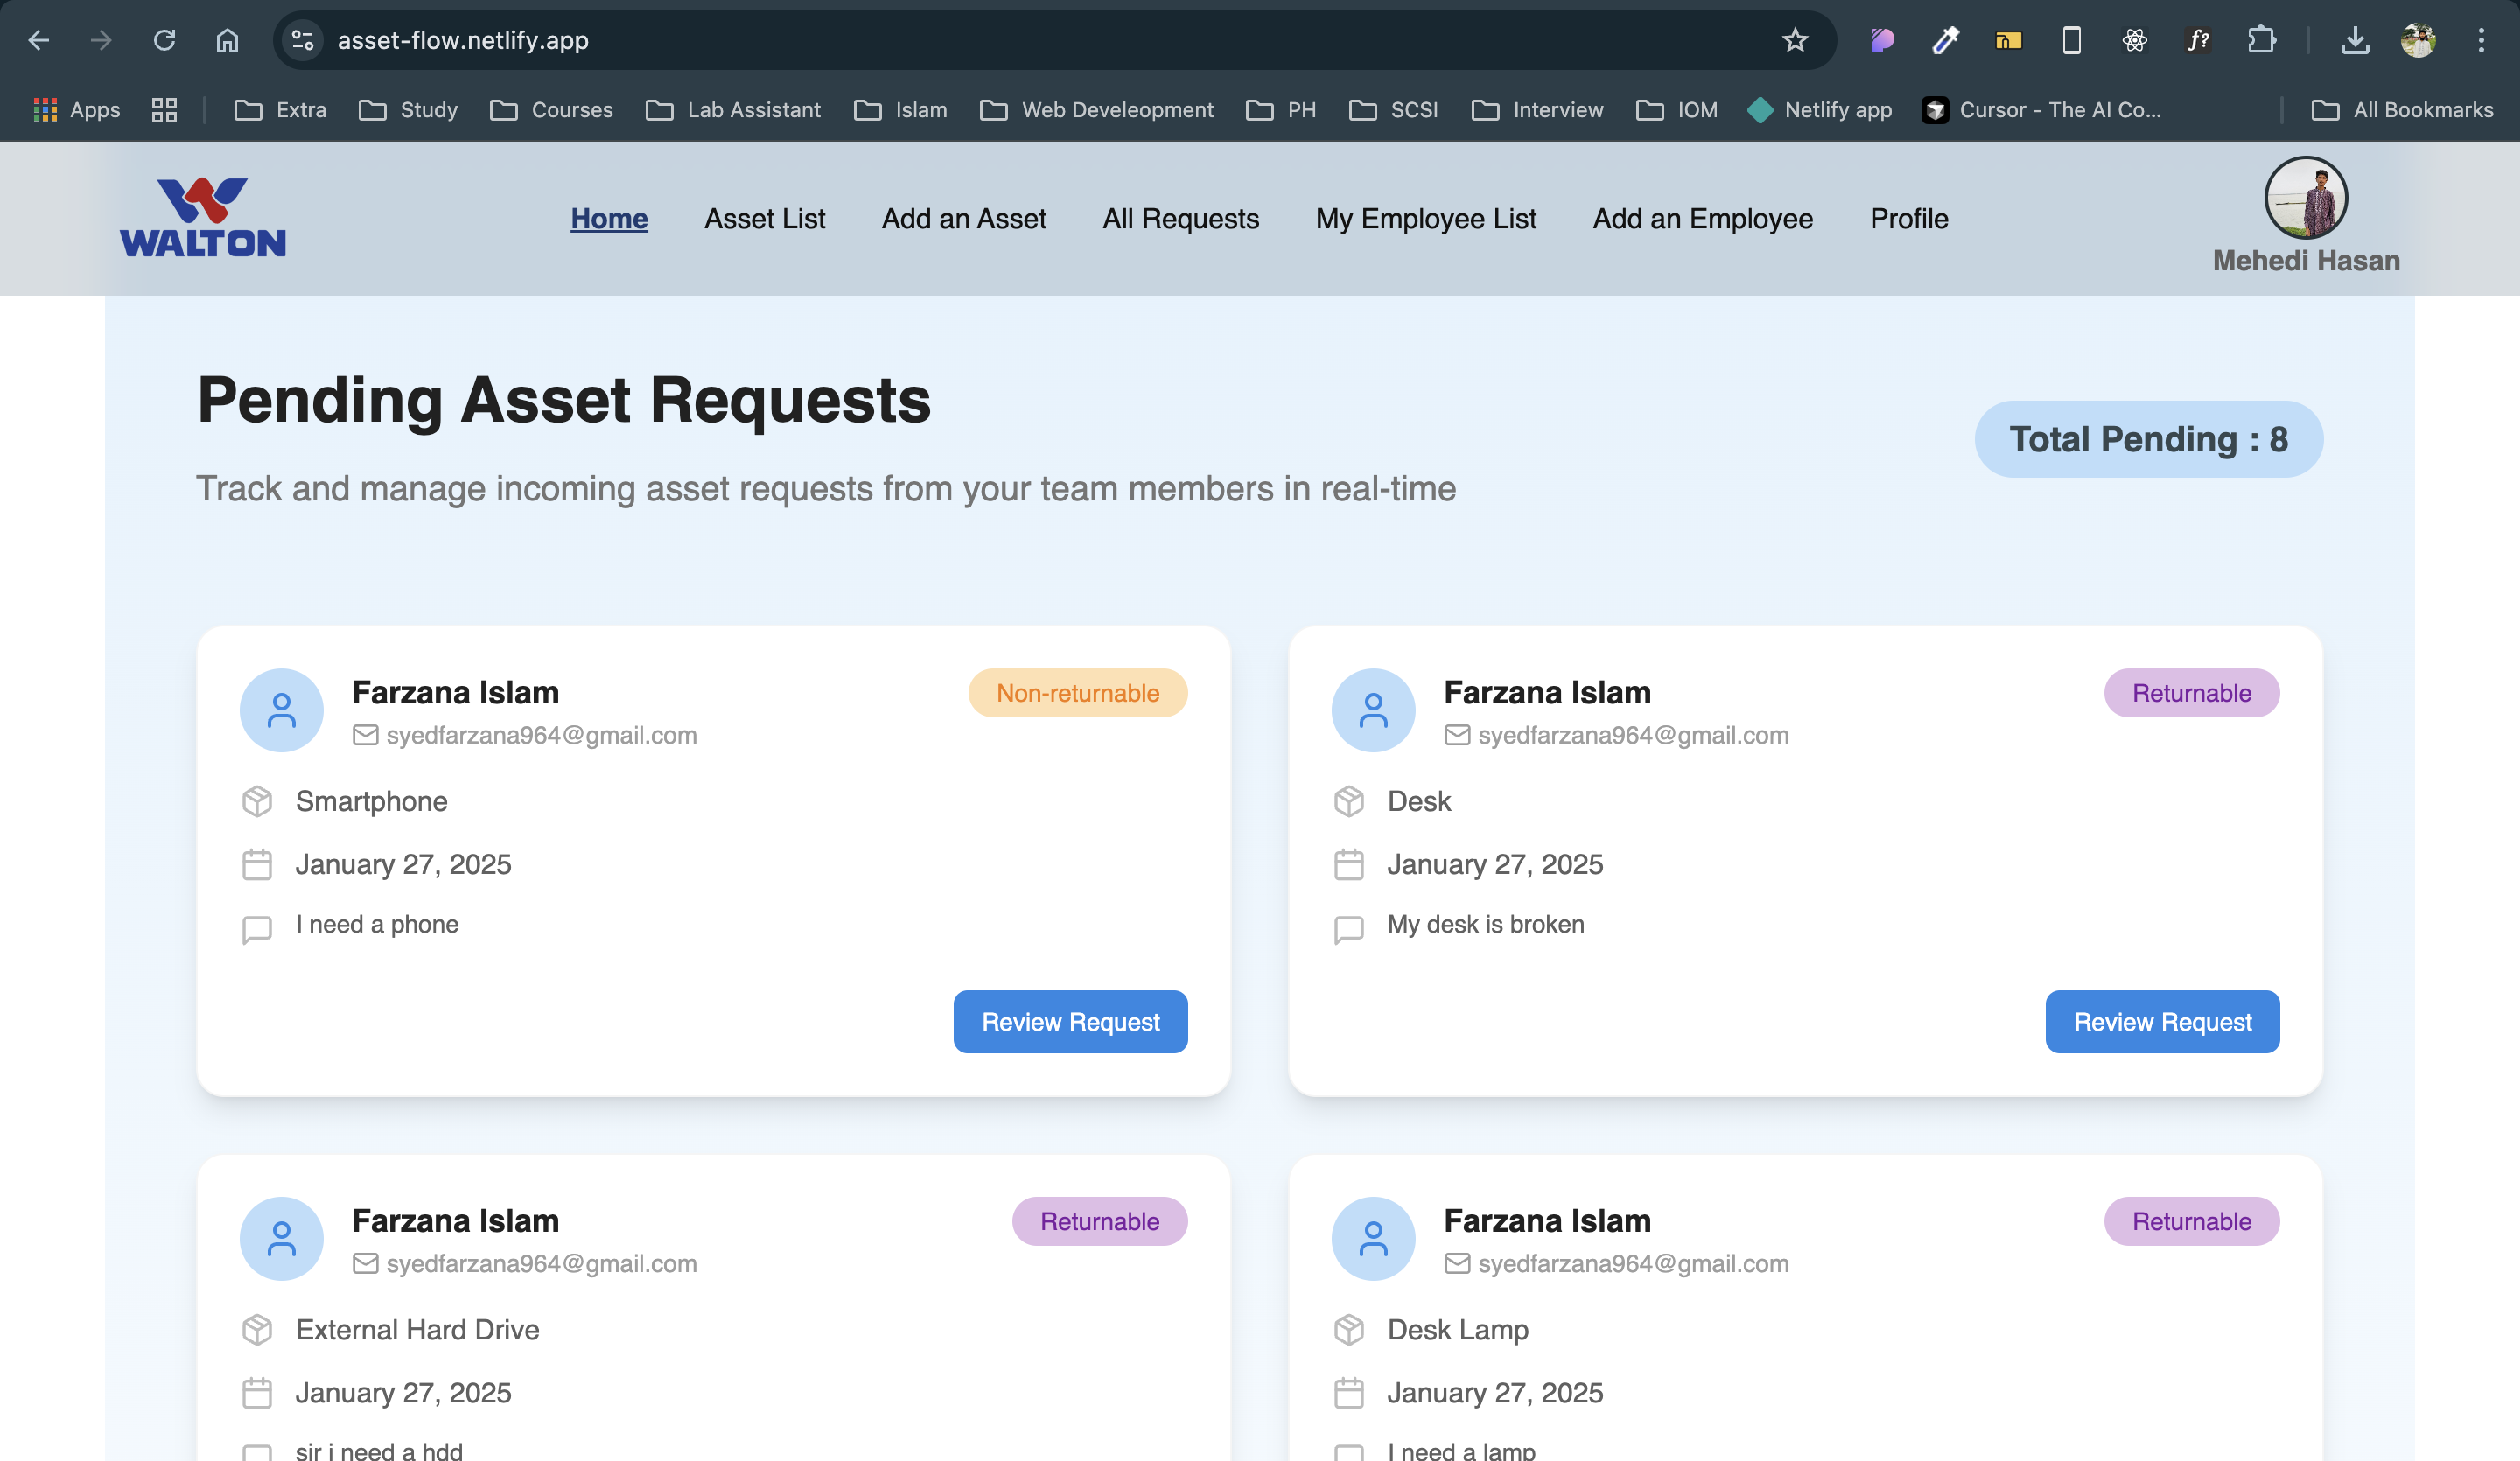 asset-flow.netlify.app
f?
Apps
Extra
Study
Courses
Lab Assistant
Islam
Web Develeopment
PH
SCSI
Interview
IOM
Netlify app
Cursor - The AI Co...
All Bookmarks
WALTON
Home
Asset List
Add an Asset
All Requests
My Employee List
Add an Employee
Profile
Mehedi Hasan
Pending Asset Requests
Total Pending : 8
Track and manage incoming asset requests from your team members in real-time
Farzana Islam
Non-returnable
syedfarzana964@gmail.com
Smartphone
January 27, 2025
I need a phone
Review Request
Farzana Islam
Returnable
syedfarzana964@gmail.com
Desk
January 27, 2025
My desk is broken
Review Request
Farzana Islam
Returnable
syedfarzana964@gmail.com
External Hard Drive
January 27, 2025
sir i need a hdd
Farzana Islam
Returnable
syedfarzana964@gmail.com
Desk Lamp
January 27, 2025
I need a lamp